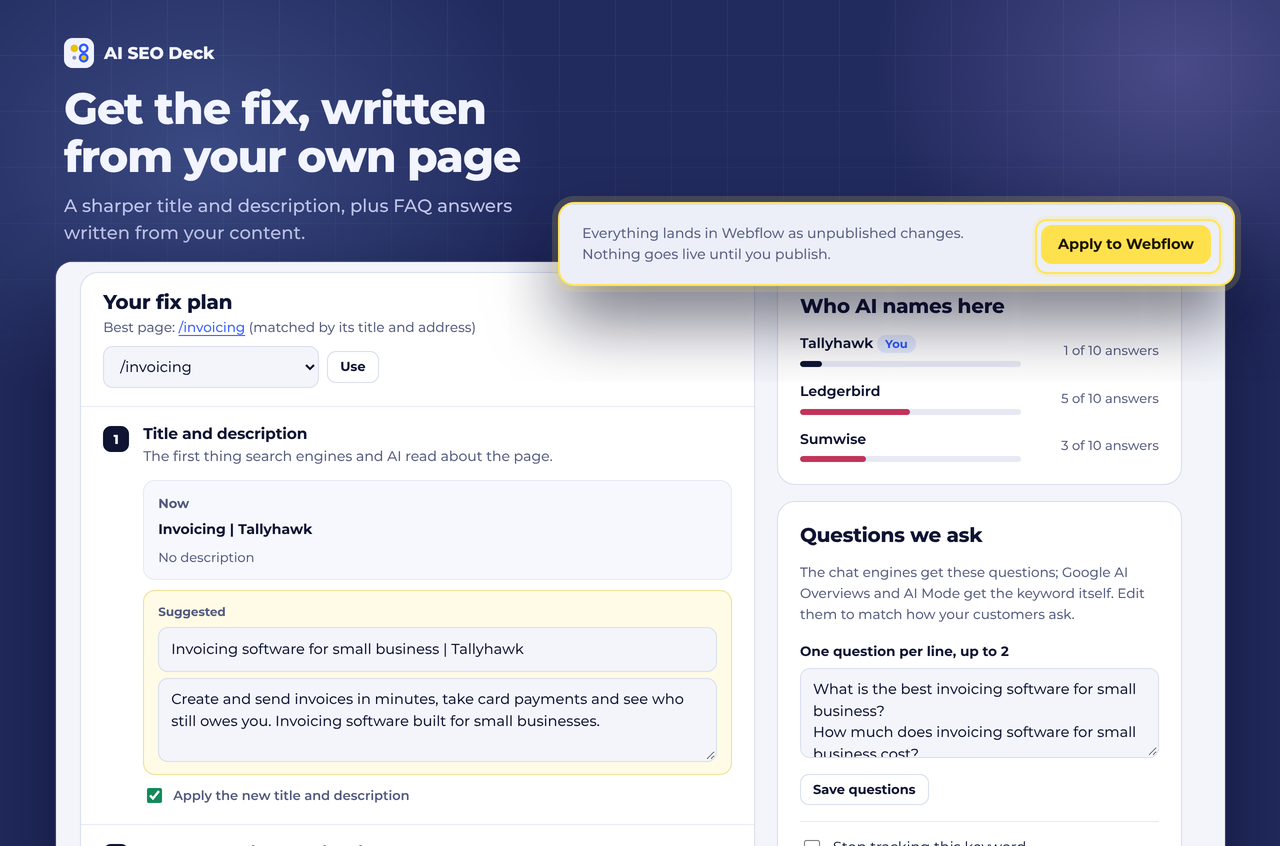 AI SEO Deck
Get the fix, written
from your own page
A sharper title and description, plus FAQ answers
written from your content.
Everything lands in Webflow as unpublished changes.
Nothing goes live until you publish.
Apply to Webflow
Your fix plan
Best page: /invoicing (matched by its title and address)
/invoicing
Use
1
Title and description
The first thing search engines and AI read about the page.
Now
Invoicing | Tallyhawk
No description
Suggested
Invoicing software for small business | Tallyhawk
Create and send invoices in minutes, take card payments and see who
still owes you. Invoicing software built for small businesses.
Apply the new title and description
Who AI names here
Tallyhawk You
1 of 10 answers
Ledgerbird
5 of 10 answers
Sumwise
3 of 10 answers
Questions we ask
The chat engines get these questions; Google AI
Overviews and AI Mode get the keyword itself. Edit
them to match how your customers ask.
One question per line, up to 2
What is the best invoicing software for small
business?
How much does invoicing software for small
business cost?
Save questions
Stop tracking this keyword